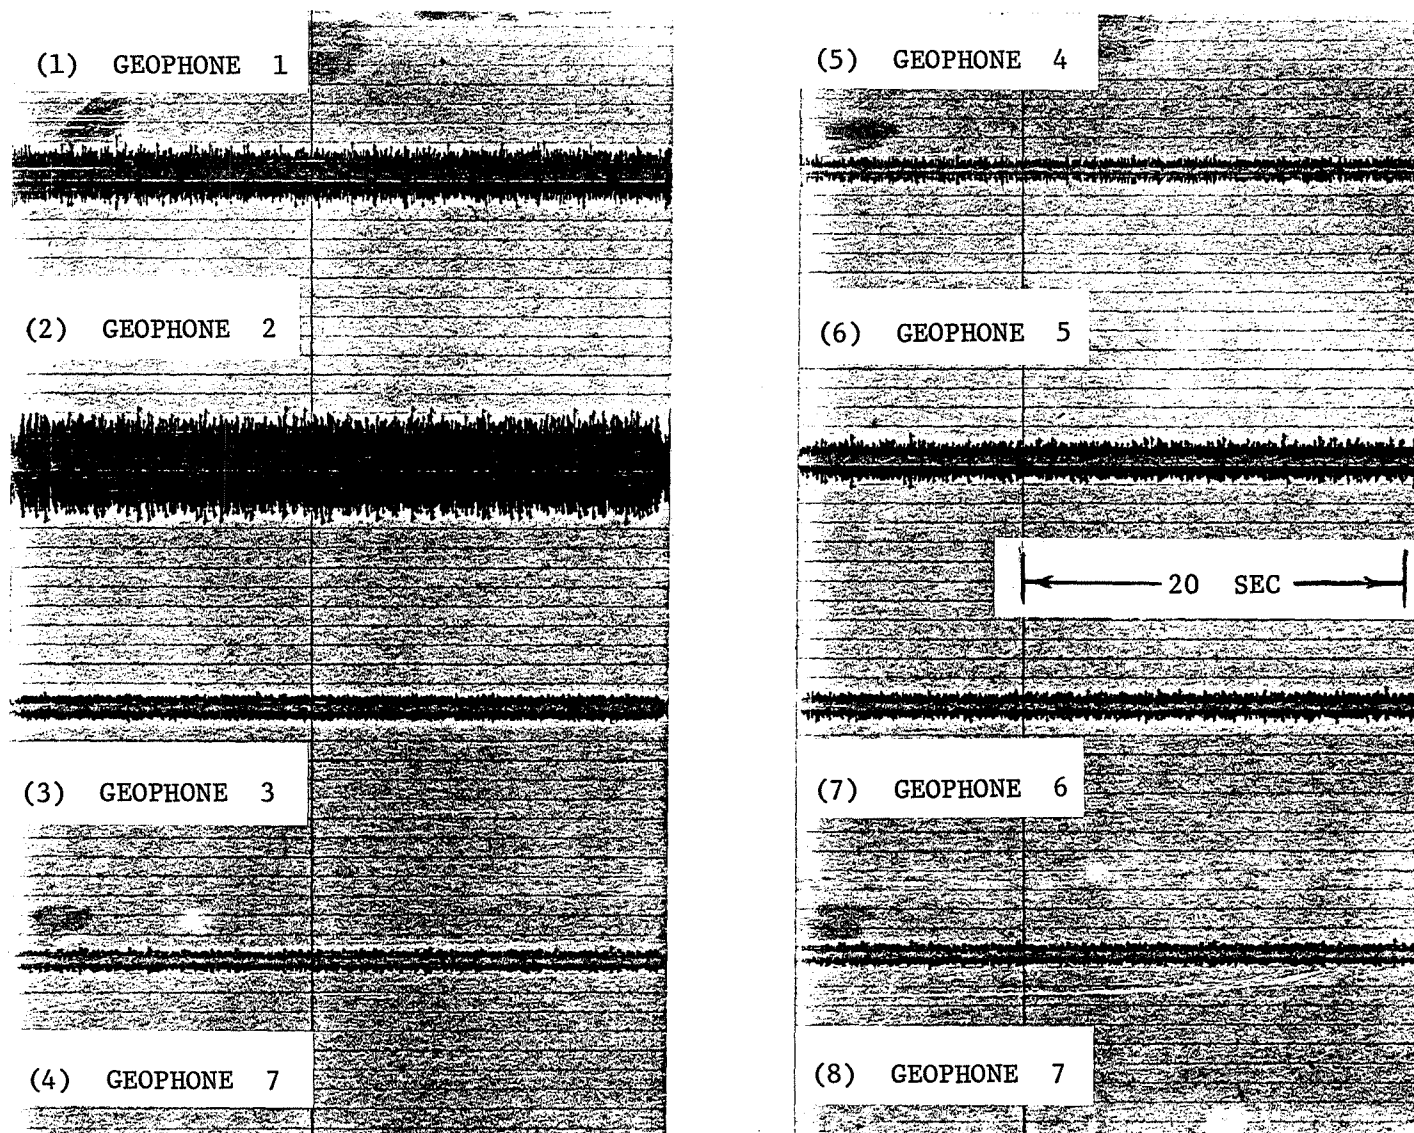 (1) GEOPHONE 1
(2) GEOPHONE 2
(3) GEOPHONE 3
(4) GEOPHONE 7
(5) GEOPHONE 4
(6) GEOPHONE 5
20 SEC
(7) GEOPHONE 6
(8) GEOPHONE 7